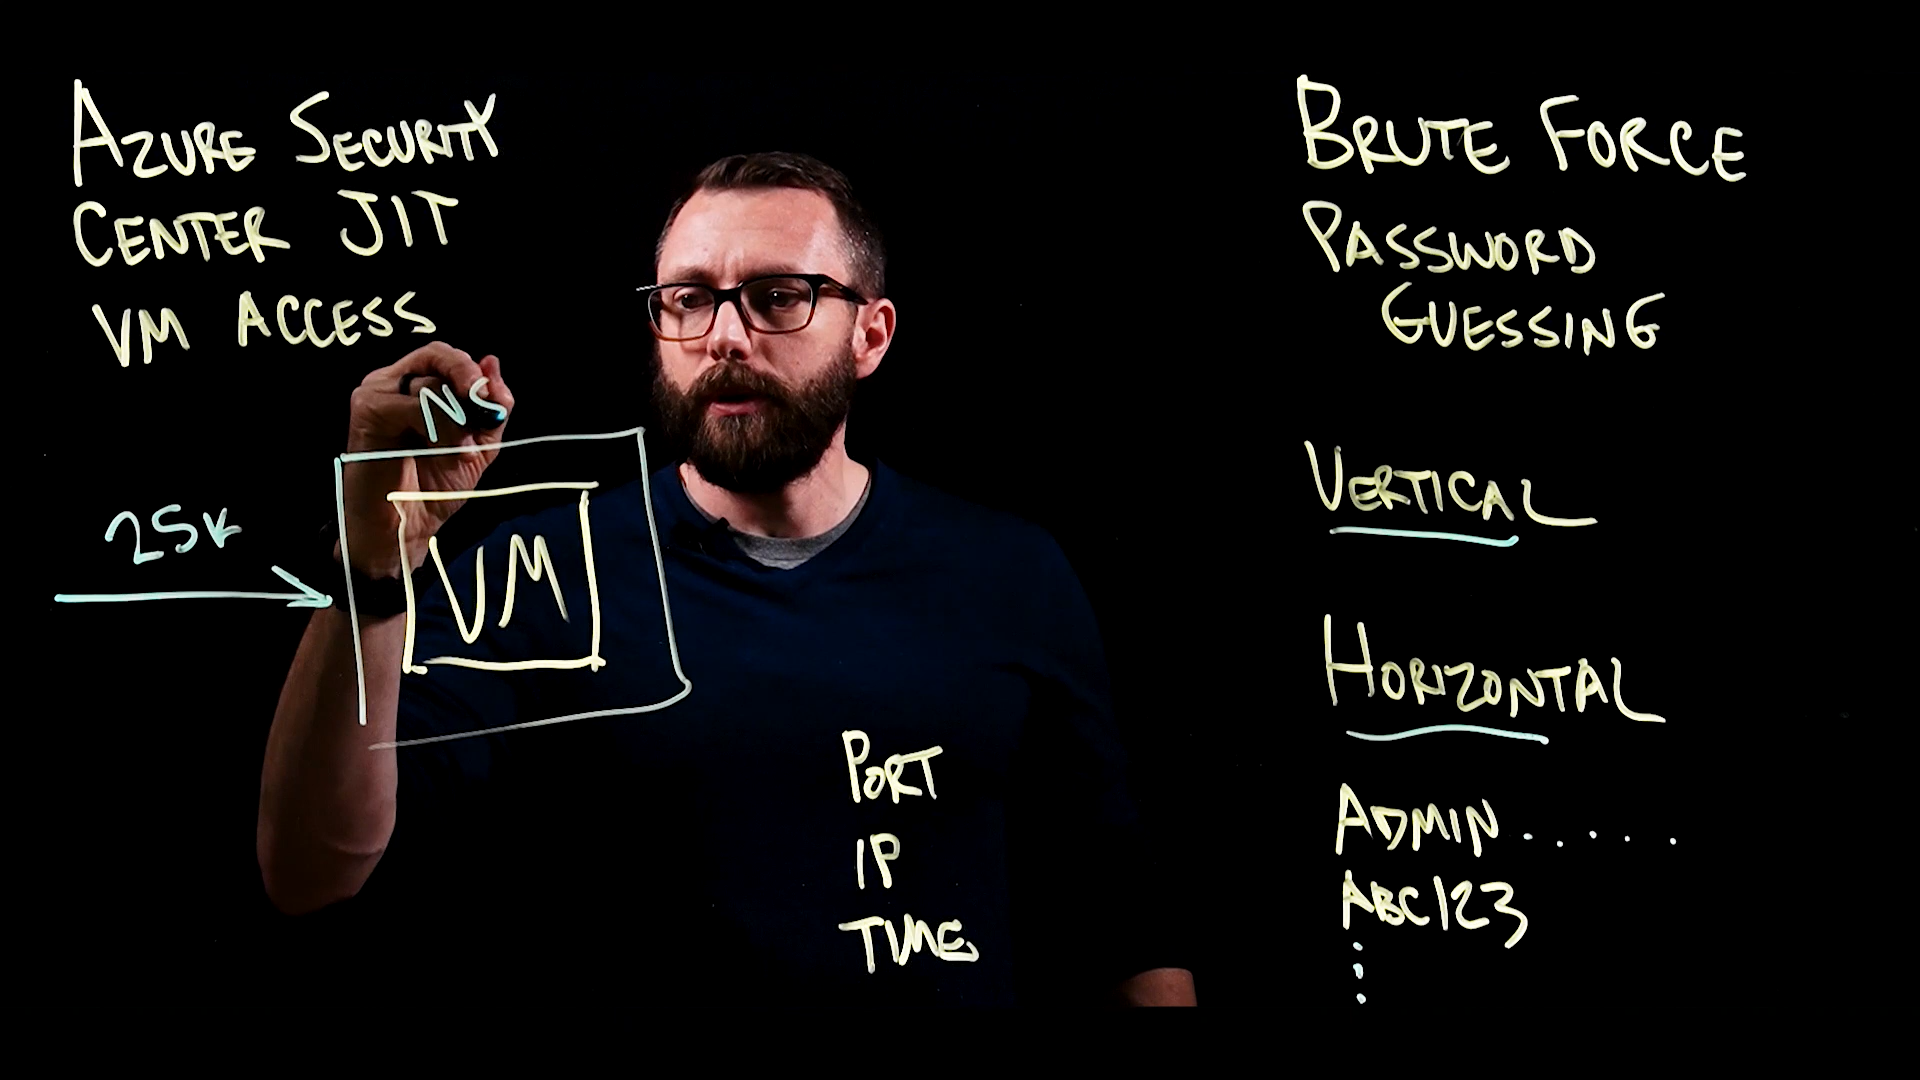 AZURE SECURITY
CENTER JIT
VM ACCESS
NS
25K
VM
PORT
IP
TIME
BRUTE FORCE
PASSWORD
GUESSING
VERTICAL
HORIZONTAL
ADMIN . . . . .
ABC123